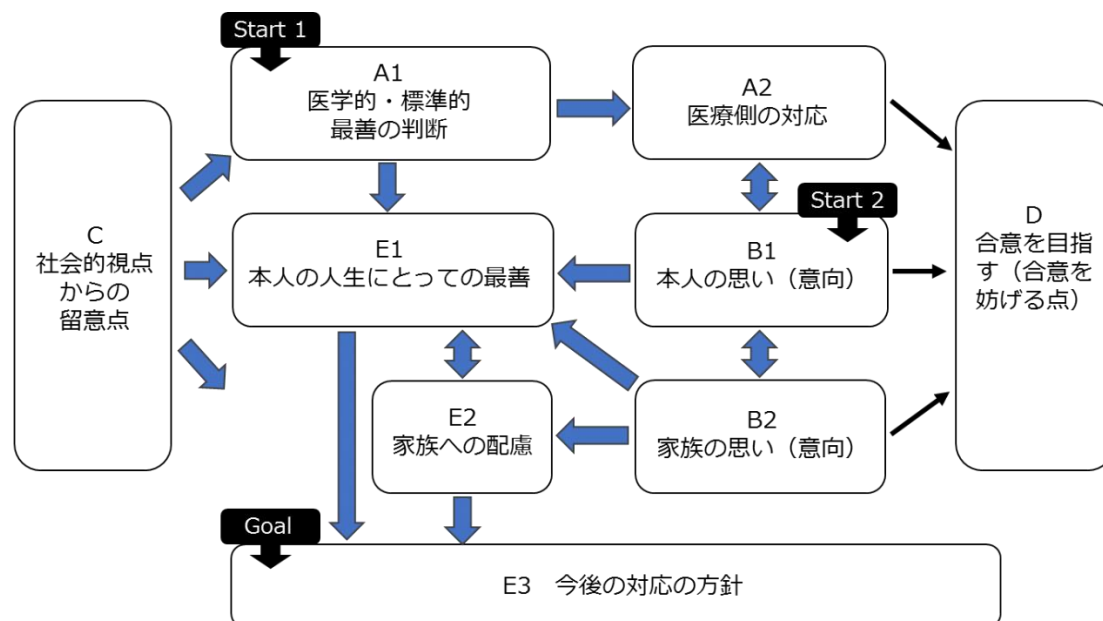 Start 1
A1
医学的・標準的
最善の判断
A2
医療側の対応
C
社会的視点
からの
留意点
E1
本人の人生にとっての最善
Start 2
B1
本人の思い（意向）
D
合意を目指
す（合意を
妨げる点）
E2
家族への配慮
B2
家族の思い（意向）
Goal
E3　今後の対応の方針